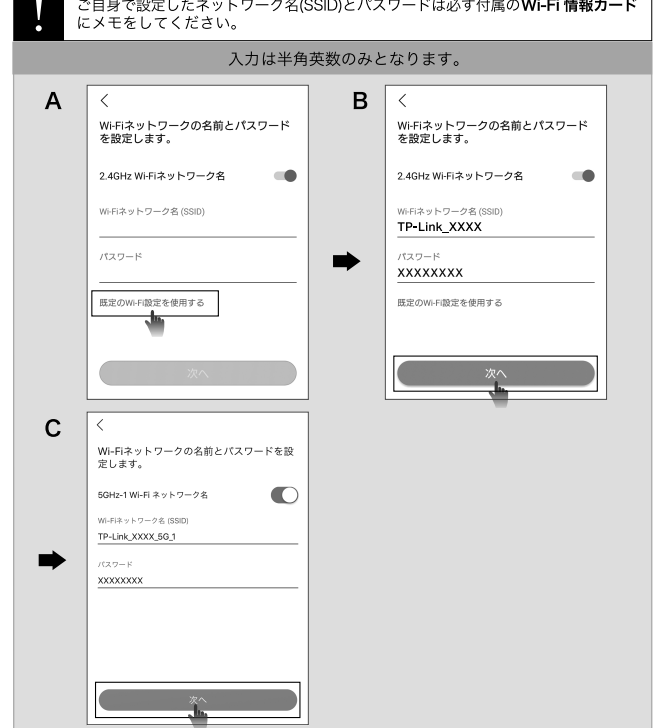 ご自身で設定したネットワーク名(SSID)とパスワードは必ず付属のWi-Fi 情報カード
にメモをしてください。
入力は半角英数のみとなります。
A
Wi-Fiネットワークの名前とパスワード
を設定します。
2.4GHz Wi-Fiネットワーク名
Wi-Fiネットワーク名 (SSID)
パスワード
既定のWi-Fi設定を使用する
次へ
B
Wi-Fiネットワークの名前とパスワード
を設定します。
2.4GHz Wi-Fiネットワーク名
Wi-Fiネットワーク名 (SSID)
TP-Link_XXXX
パスワード
XXXXXXXX
既定のWi-Fi設定を使用する
次へ
C
Wi-Fiネットワークの名前とパスワードを設
定します。
5GHz-1 Wi-Fi ネットワーク名
Wi-Fiネットワーク名 (SSID)
TP-Link_XXXX_5G_1
パスワード
XXXXXXXX
次へ